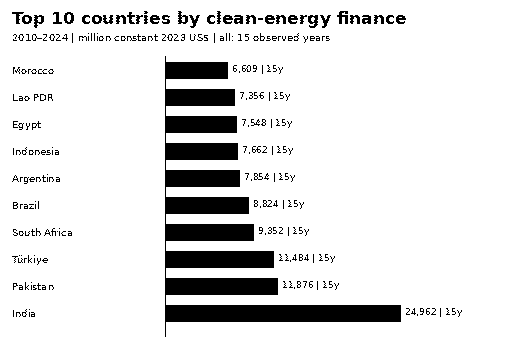 Top 10 countries by clean-energy finance
2010–2024 | million constant 2023 US$ | all: 15 observed years
Morocco 6,609 | 15y
Lao PDR 7,356 | 15y
Egypt 7,548 | 15y
Indonesia 7,662 | 15y
Argentina 7,854 | 15y
Brazil 8,824 | 15y
South Africa 9,352 | 15y
Türkiye 11,484 | 15y
Pakistan 11,876 | 15y
India 24,962 | 15y